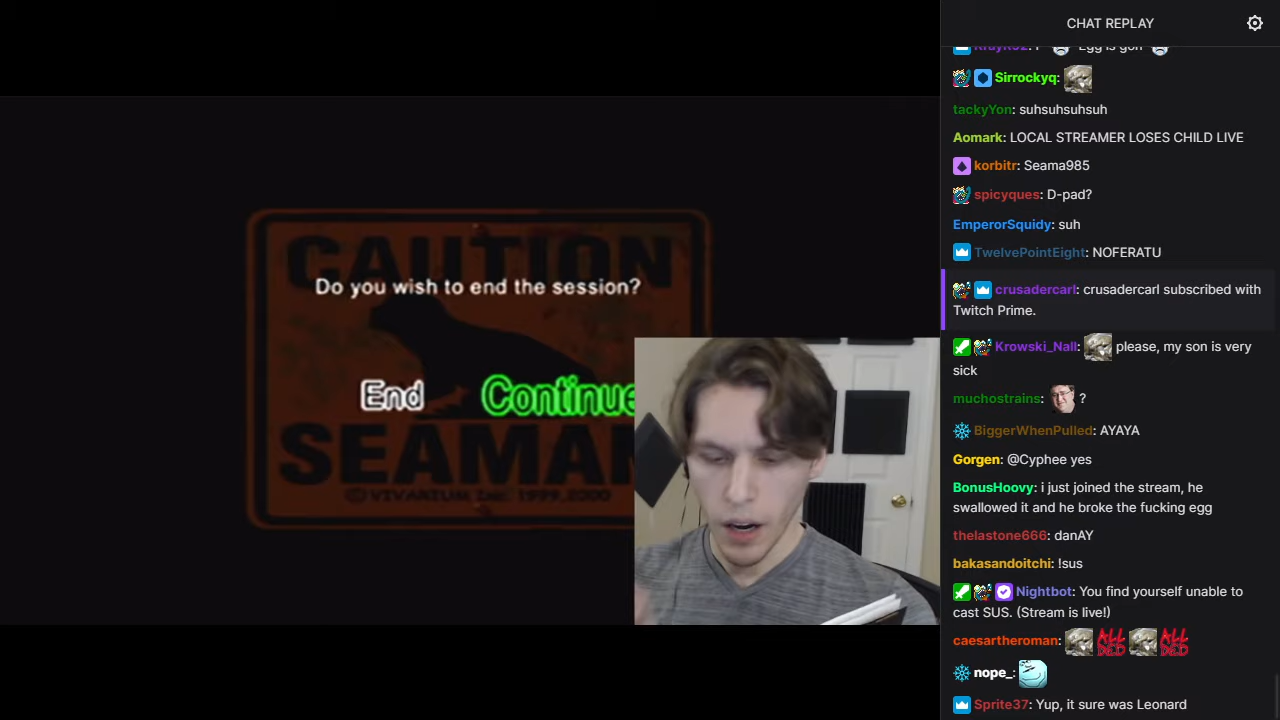 CAUTION
Do you wish to end the session?
End Continue
SEAMAN
© VIVARIUM Inc. 1999,2000
CHAT REPLAY
Egg is gon
Sirrockyq:
tackyYon: suhsuhsuhsuh
Aomark: LOCAL STREAMER LOSES CHILD LIVE
korbitr: Seama985
spicyques: D-pad?
EmperorSquidy: suh
TwelvePointEight: NOFERATU
crusadercarl: crusadercarl subscribed with
Twitch Prime.
Krowski_Nall: please, my son is very
sick
muchostrains: ?
BiggerWhenPulled: AYAYA
Gorgen: @Cyphee yes
BonusHoovy: i just joined the stream, he
swallowed it and he broke the fucking egg
thelastone666: danAY
bakasandoitchi: !sus
Nightbot: You find yourself unable to
cast SUS. (Stream is live!)
caesartheroman: ALL DED ALL DED
nope_:
Sprite37: Yup, it sure was Leonard